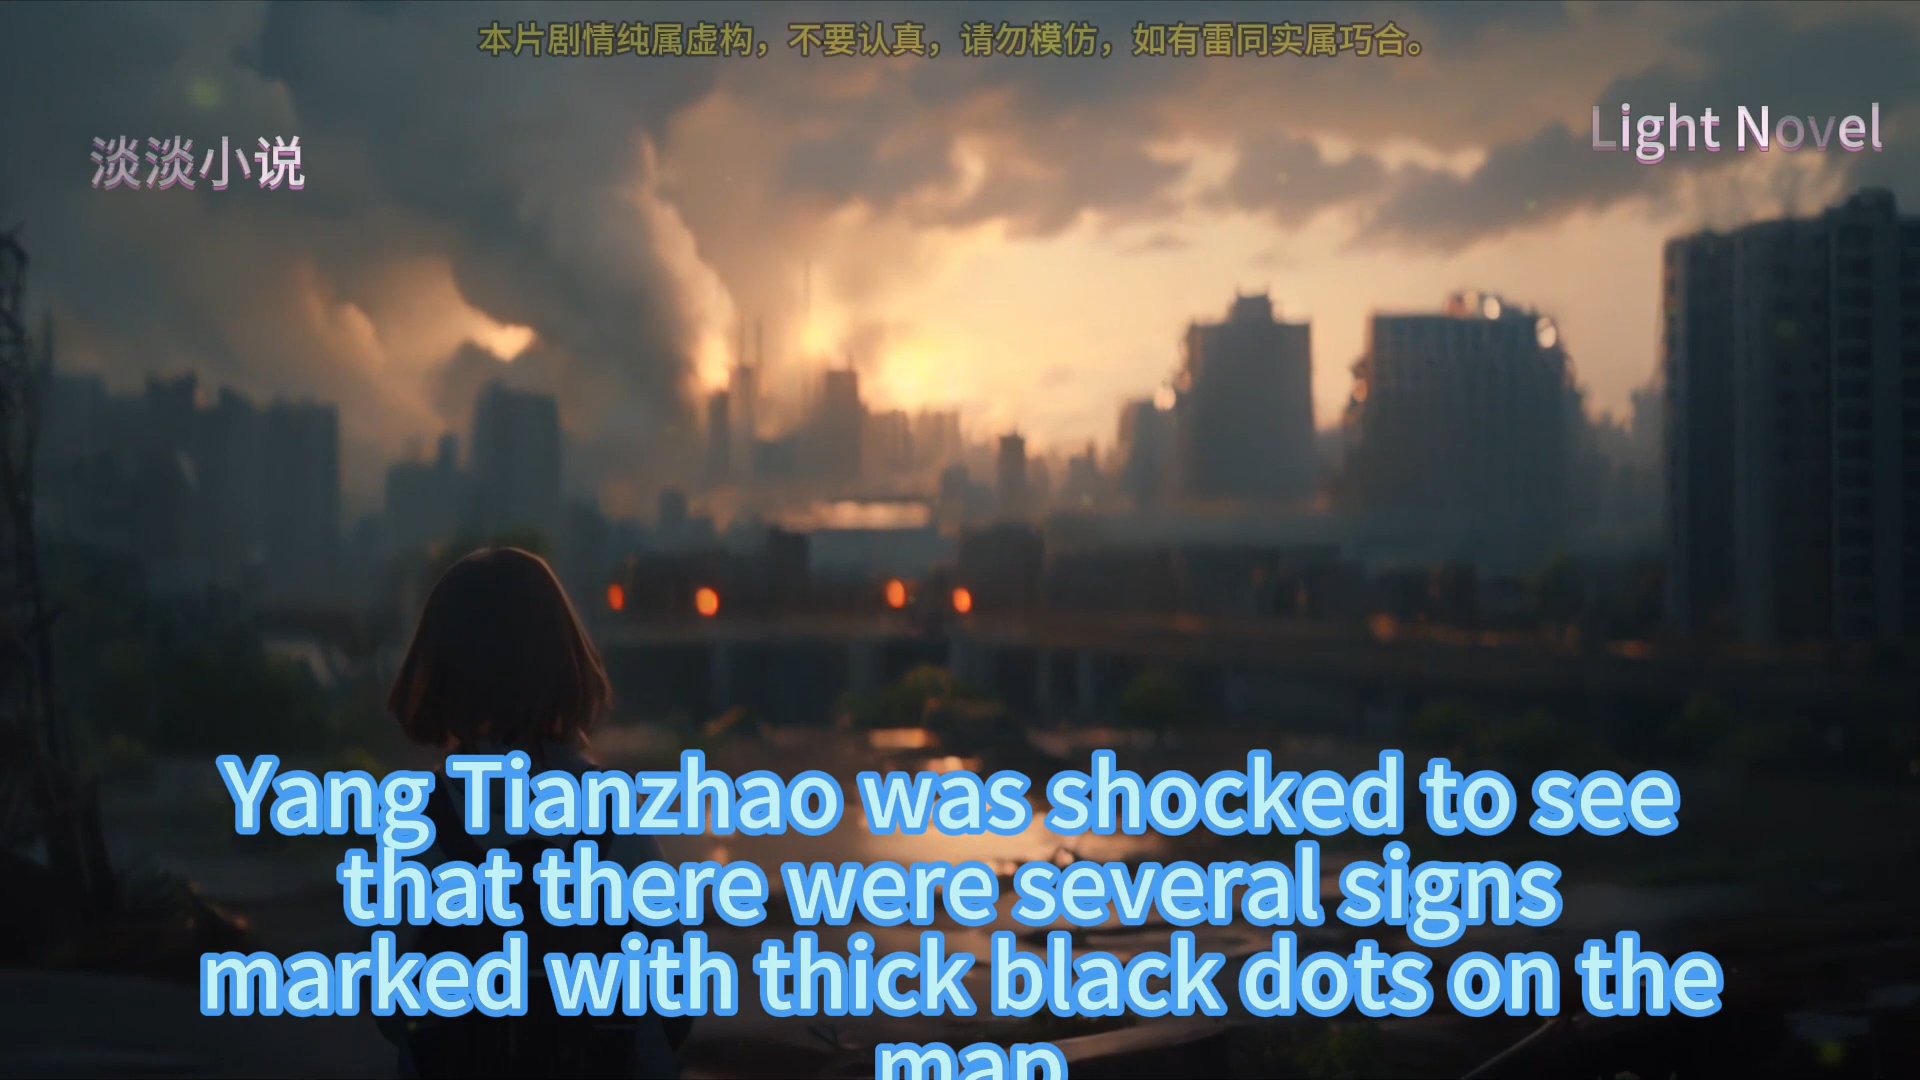 本片剧情纯属虚构，不要认真，请勿模仿，如有雷同实属巧合。
淡淡小说
Light Novel
Yang Tianzhao was shocked to see
that there were several signs
marked with thick black dots on the
map